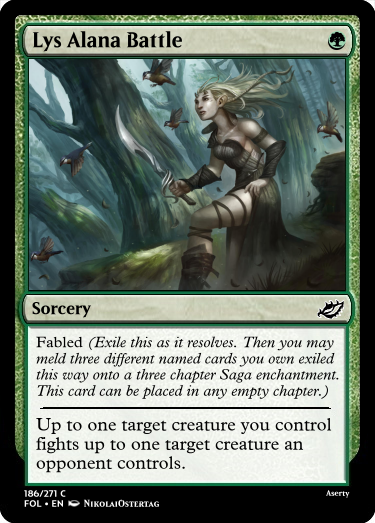 Lys Alana Battle
Sorcery
Fabled (Exile this as it resolves. Then you may
meld three different named cards you own exiled
this way onto a three chapter Saga enchantment.
This card can be placed in any empty chapter.)
Up to one target creature you control
fights up to one target creature an
opponent controls.
186/271 C
Aserty
FOL • EN NikolaiOstertag